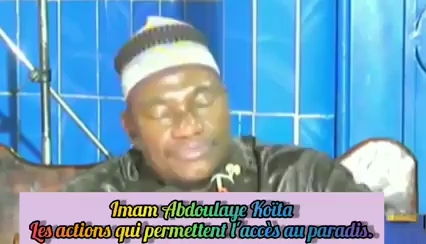 Imam Abdoulaye Koïta
Les actions qui permettent l'accès au paradis.